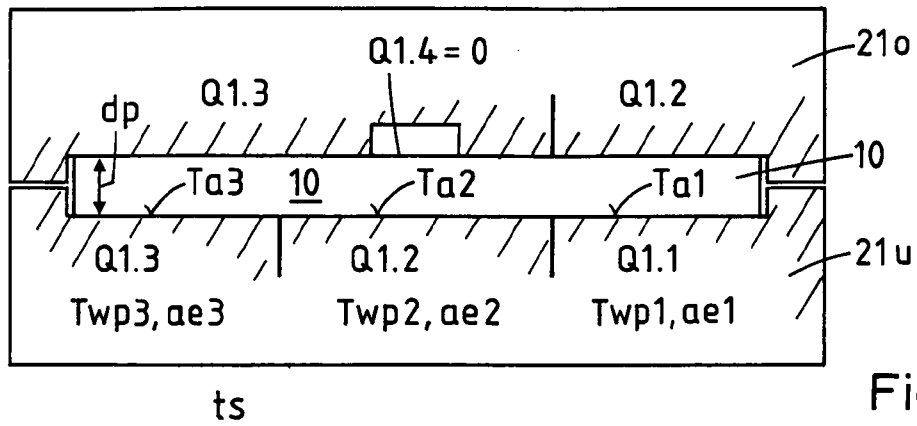 Q1.4 = 0
21o
Q1.3
Q1.2
dp
10
Ta3
10
Ta2
Ta1
Q1.3
Q1.2
Q1.1
21u
Twp3, ae3
Twp2, ae2
Twp1, ae1
ts